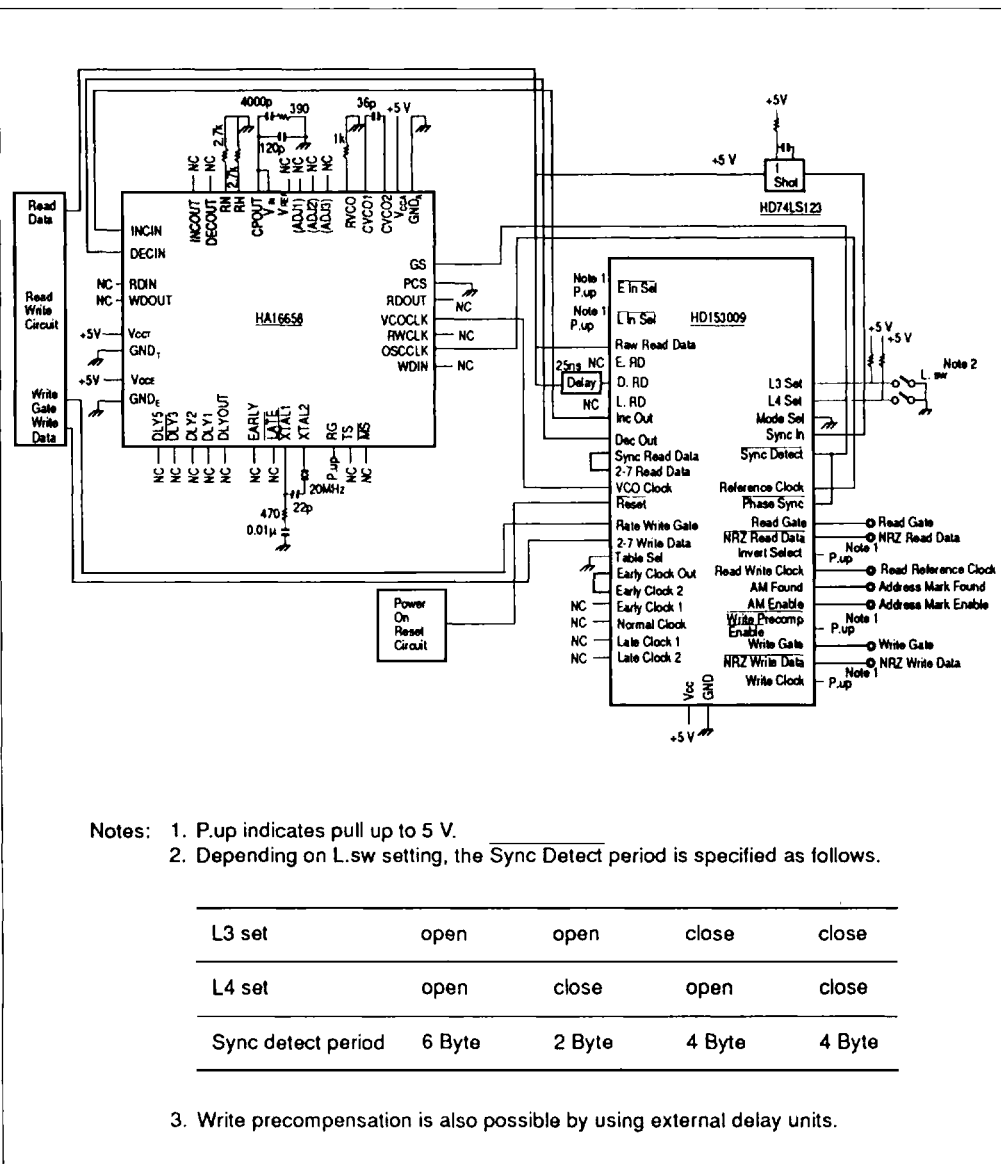 4000p 390
120p
2.7k
2.7k
NC NC
1k
36p
+5 V
NC NC NC NC
+5V
+5 V
1
Shot
HD74LS123
Read
Data
Read
Write
Circuit
Write
Gate
Write
Data
INCIN
DECIN
NC RDIN
NC WDOUT
+5V VCCT
GNDT
+5V VCCE
GNDE
INCOUT
DECOUT
RN
RH
CPOUT
VIN
VREF
(ADJ1)
(ADJ2)
(ADJ3)
RVCO
CVCO1
CVCO2
VCCA
GNDA
HA16658
GS
PCS
RDOUT NC
VCOCLK
RWCLK NC
OSCCLK
WDIN NC
DLY5
DLY3
DLY2
DLY1
DLYOUT
EARLY
LATE
XTAL1
XTAL2
RG
TS
MS
NC NC NC NC NC NC NC P.up NC NC
20MHz
22p
470
0.01μ
Power
On
Reset
Circuit
HD153009
Note 1
P.up E In Sel
Note 1
P.up L In Sel
Raw Read Data
NC E. RD
25ns
Delay D. RD
NC L. RD
Inc Out
Dec Out
Sync Read Data
2-7 Read Data
VCO Clock
Reset
Rate Write Gate
2-7 Write Data
Table Sel
Early Clock Out
Early Clock 2
NC Early Clock 1
NC Normal Clock
NC Late Clock 1
NC Late Clock 2
Vcc
GND
+5 V
+5 V
+5 V
L3 Set
L4 Set
L. sw
Note 2
Mode Sel
Sync In
Sync Detect
Reference Clock
Phase Sync
Read Gate Read Gate
NRZ Read Data NRZ Read Data
Invert Select P.up Note 1
Read Write Clock Read Reference Clock
AM Found Address Mark Found
AM Enable Address Mark Enable
Write Precomp
Enable P.up Note 1
Write Gate Write Gate
NRZ Write Data NRZ Write Data
Write Clock P.up Note 1
Notes: 1. P.up indicates pull up to 5 V.
2. Depending on L.sw setting, the Sync Detect period is specified as follows.
L3 set open open close close
L4 set open close open close
Sync detect period 6 Byte 2 Byte 4 Byte 4 Byte
3. Write precompensation is also possible by using external delay units.